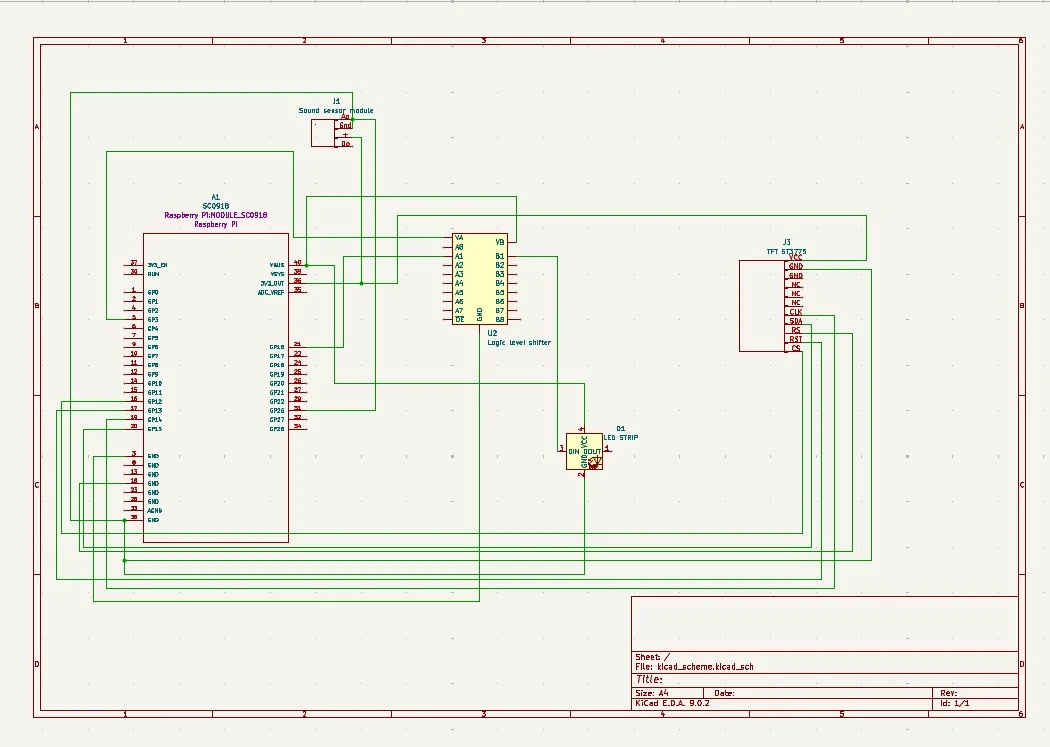 1 2 3 4 5 6
A A
J1
Sound sensor module
Ao
Gnd
+
Do
A1
SC0918
Raspberry Pi:MODULE_SC0918
Raspberry Pi
37 3V3_EN VBUS 40
30 RUN VSYS 39
3V3_OUT 36
1 GP0 ADC_VREF 35
2 GP1
4 GP2
5 GP3
6 GP4
7 GP5
9 GP6 GP16 21
10 GP7 GP17 22
11 GP8 GP18 24
12 GP9 GP19 25
14 GP10 GP20 26
15 GP11 GP21 27
16 GP12 GP22 29
17 GP13 GP26 31
19 GP14 GP27 32
20 GP15 GP28 34
3 GND
8 GND
13 GND
18 GND
23 GND
28 GND
33 AGND
38 GND
VA VB
A0
A1 B1
A2 B2
A3 B3
A4 B4
A5 B5
A6 B6
A7 B7
OE B8
GND
U2
Logic level shifter
J3
TFT ST7775
VCC
GND
GND
NC
NC
NC
CLK
SDA
RS
RST
CS
B B
D1
LED STRIP
4
VCC
3 DIN DOUT 1
GND
2
C C
D D
Sheet: /
File: kicad_scheme.kicad_sch
Title:
Size: A4 Date: Rev:
KiCad E.D.A. 9.0.2 Id: 1/1
1 2 3 4 5 6